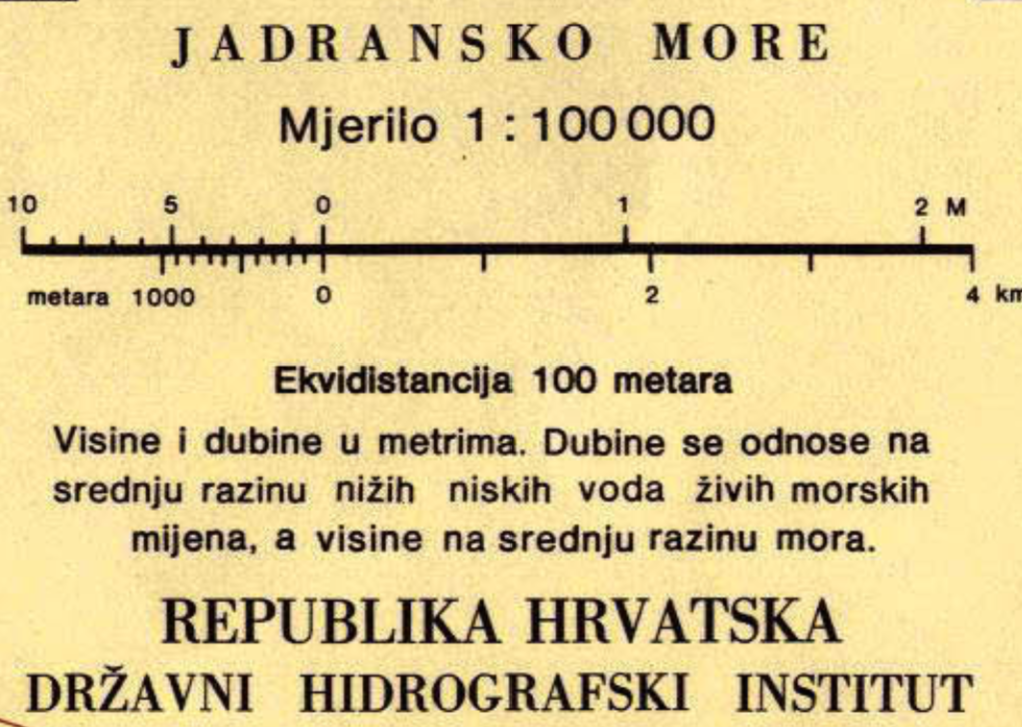 JADRANSKO MORE
Mjerilo 1 : 100 000
10 5 0 1 2 M
metara 1000 0 2 4 km
Ekvidistancija 100 metara
Visine i dubine u metrima. Dubine se odnose na
srednju razinu nižih niskih voda živih morskih
mijena, a visine na srednju razinu mora.
REPUBLIKA HRVATSKA
DRŽAVNI HIDROGRAFSKI INSTITUT